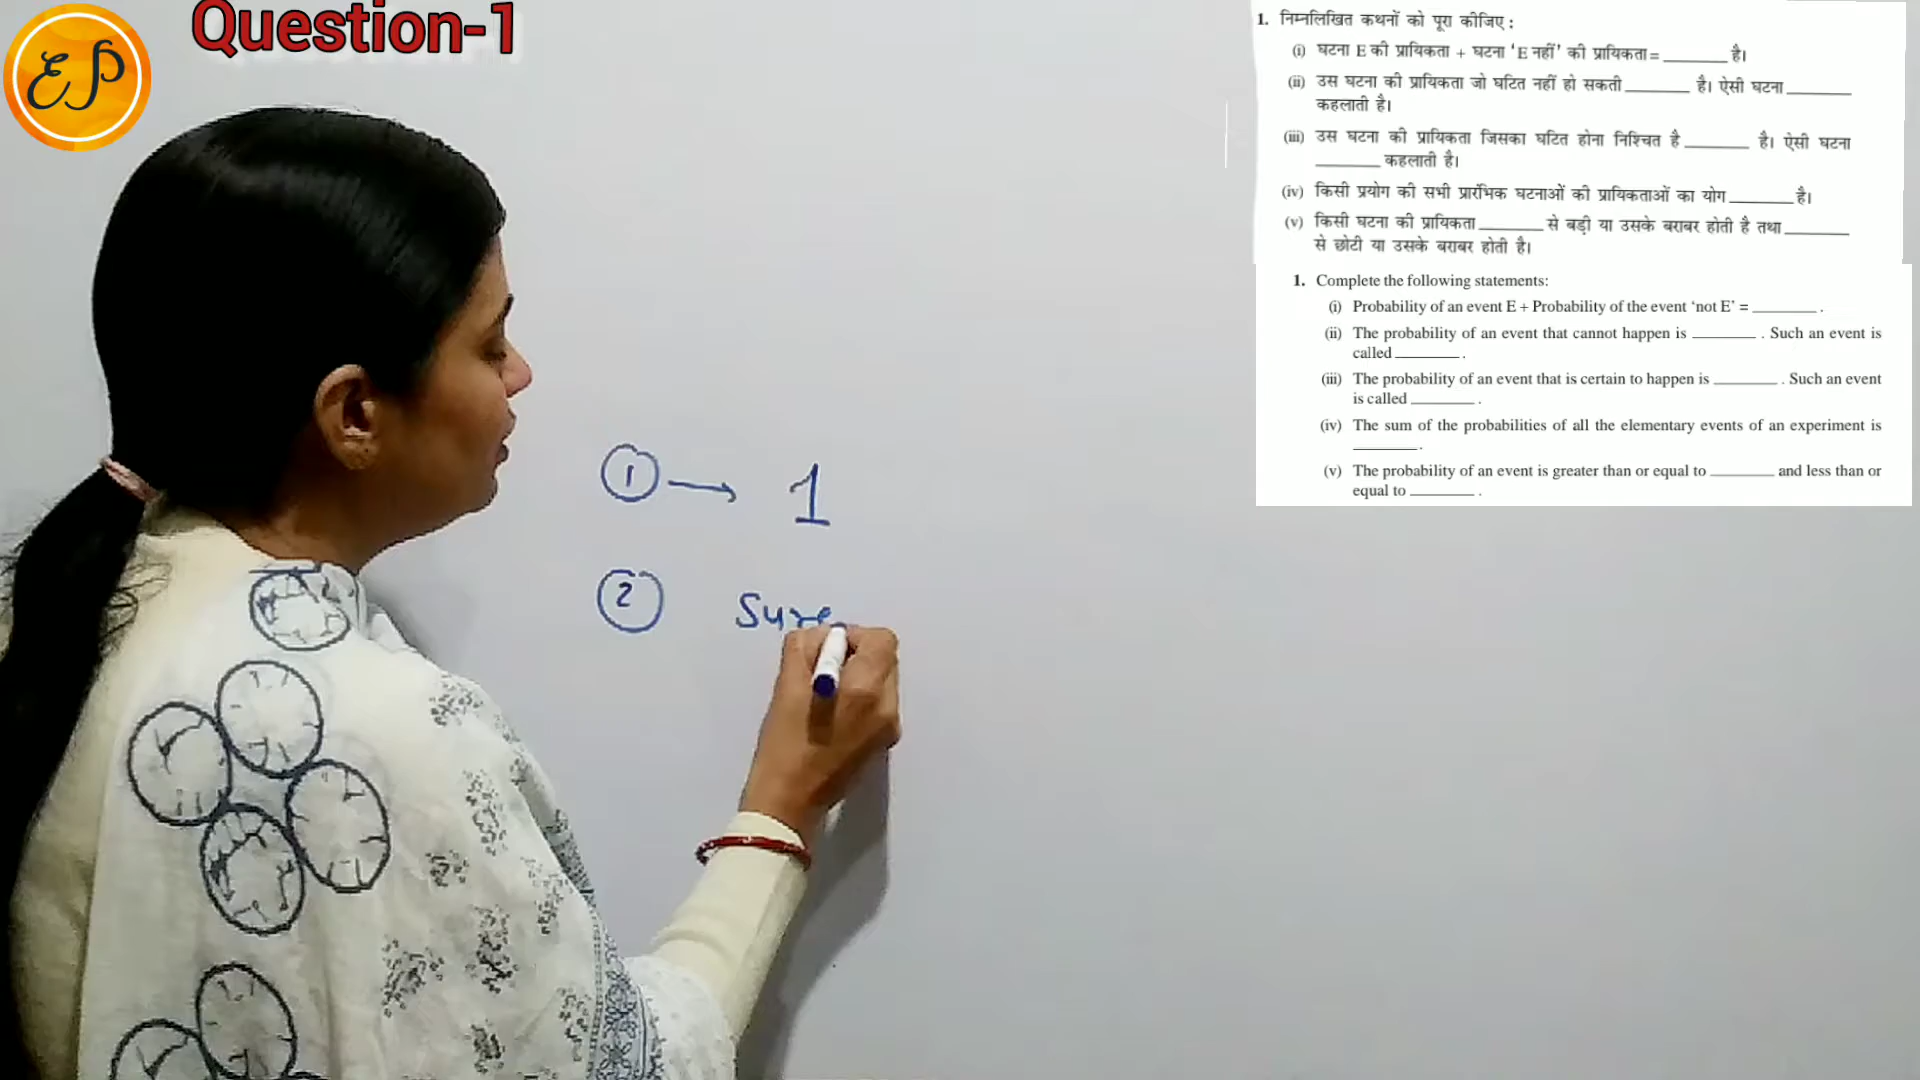 EP
Question-1
1. निम्नलिखित कथनों को पूरा कीजिए :
(i) घटना E की प्रायिकता + घटना 'E नहीं' की प्रायिकता = ________ है।
(ii) उस घटना की प्रायिकता जो घटित नहीं हो सकती ________ है। ऐसी घटना ________
कहलाती है।
(iii) उस घटना की प्रायिकता जिसका घटित होना निश्चित है ________ है। ऐसी घटना
________ कहलाती है।
(iv) किसी प्रयोग की सभी प्रारंभिक घटनाओं की प्रायिकताओं का योग ________ है।
(v) किसी घटना की प्रायिकता ________ से बड़ी या उसके बराबर होती है तथा ________
से छोटी या उसके बराबर होती है।
1. Complete the following statements:
(i) Probability of an event E + Probability of the event ‘not E’ = ________ .
(ii) The probability of an event that cannot happen is ________ . Such an event is
called ________ .
(iii) The probability of an event that is certain to happen is ________ . Such an event
is called ________ .
(iv) The sum of the probabilities of all the elementary events of an experiment is
________ .
(v) The probability of an event is greater than or equal to ________ and less than or
equal to ________ .
① → 1
② Sure